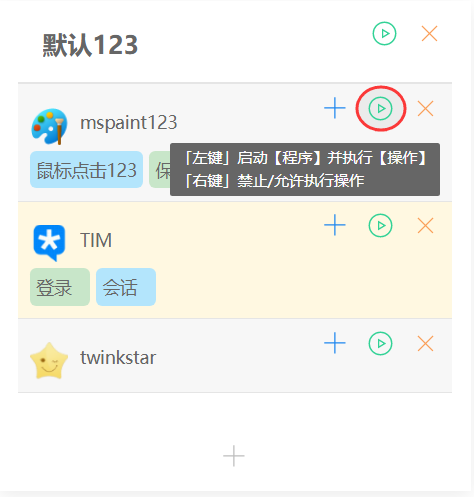 默认123
mspaint123
鼠标点击123
「左键」启动【程序】并执行【操作】
「右键」禁止/允许执行操作
TIM
登录 会话
twinkstar